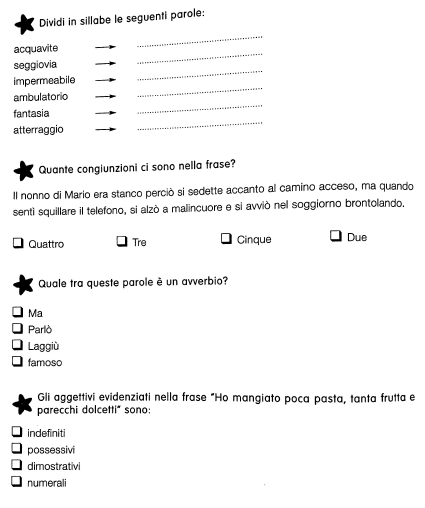 Dividi in sillabe le seguenti parole:
acquavite
seggiovia
impermeabile
ambulatorio
fantasia
atterraggio
Quante congiunzioni ci sono nella frase?
Il nonno di Mario era stanco perciò si sedette accanto al camino acceso, ma quando
sentì squillare il telefono, si alzò a malincuore e si avviò nel soggiorno brontolando.
Quattro Tre Cinque Due
Quale tra queste parole è un avverbio?
Ma
Parlò
Laggiù
famoso
Gli aggettivi evidenziati nella frase "Ho mangiato poca pasta, tanta frutta e
parecchi dolcetti" sono:
indefiniti
possessivi
dimostrativi
numerali